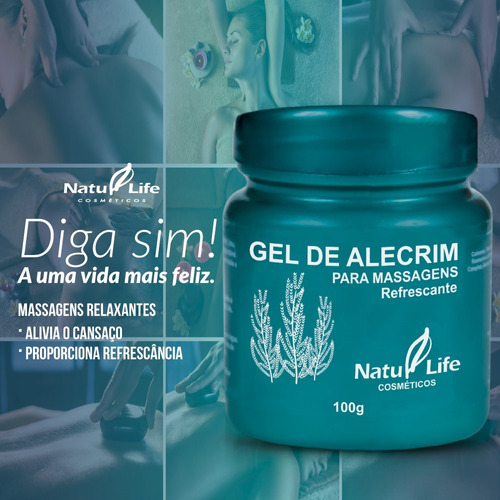 Natu Life
COSMÉTICOS
Diga sim!
A uma vida mais feliz.
MASSAGENS RELAXANTES
· ALIVIA O CANSAÇO
· PROPORCIONA REFRESCÂNCIA
GEL DE ALECRIM
PARA MASSAGENS
Refrescante
Natu Life
COSMÉTICOS
100g